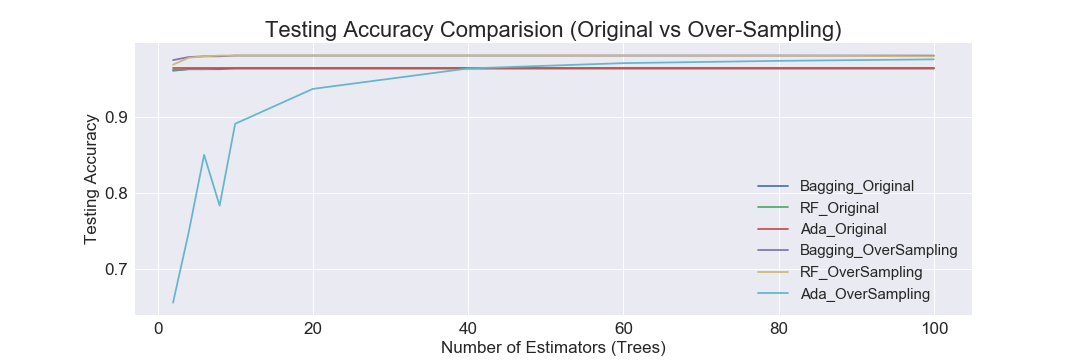 Testing Accuracy Comparision (Original vs Over-Sampling)
Testing Accuracy
0.9
0.8
0.7
Bagging_Original
RF_Original
Ada_Original
Bagging_OverSampling
RF_OverSampling
Ada_OverSampling
0 20 40 60 80 100
Number of Estimators (Trees)